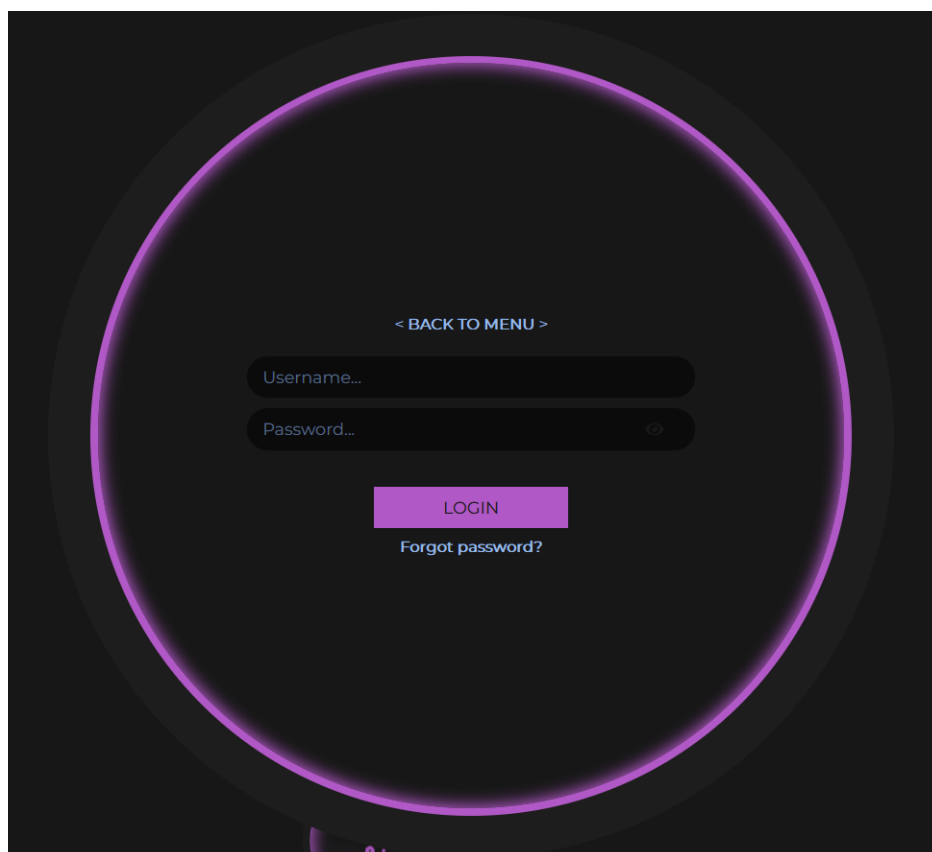 < BACK TO MENU >
Username...
Password...
LOGIN
Forgot password?